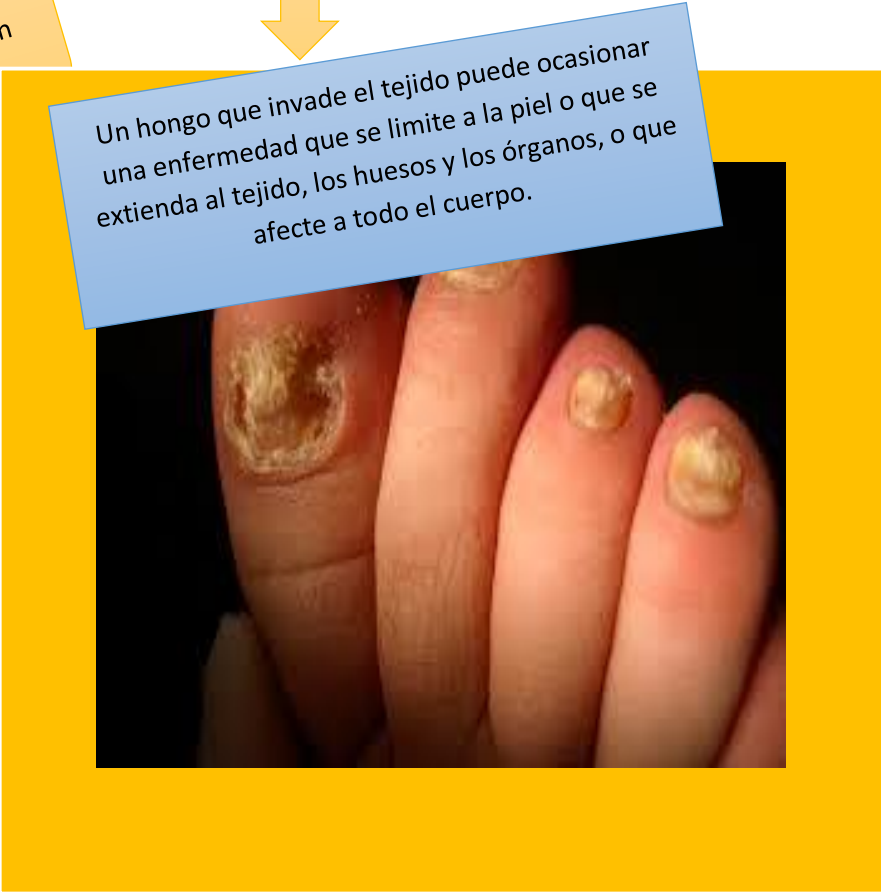 n
Un hongo que invade el tejido puede ocasionar
una enfermedad que se limite a la piel o que se
extienda al tejido, los huesos y los órganos, o que
afecte a todo el cuerpo.